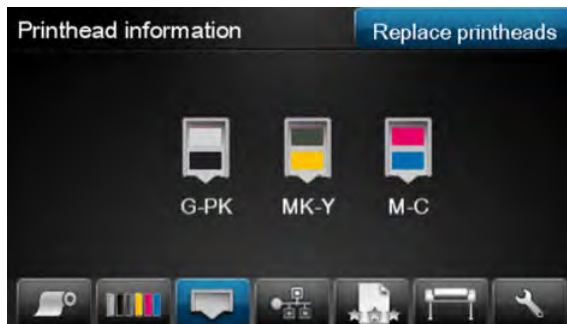 Printhead information
Replace printheads
G-PK
MK-Y
M-C